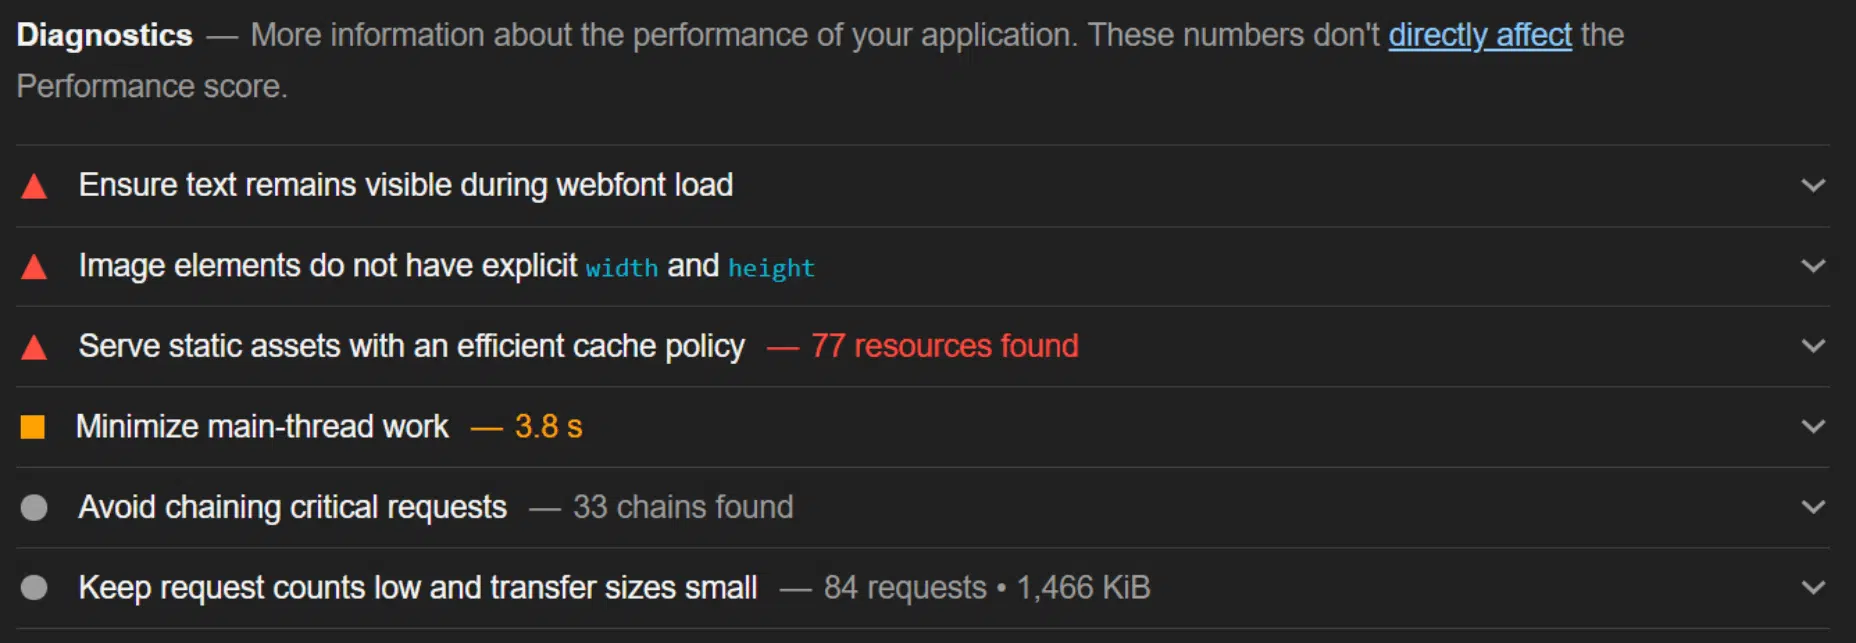 Diagnostics — More information about the performance of your application. These numbers don't directly affect the
Performance score.
Ensure text remains visible during webfont load
Image elements do not have explicit width and height
Serve static assets with an efficient cache policy — 77 resources found
Minimize main-thread work — 3.8 s
Avoid chaining critical requests — 33 chains found
Keep request counts low and transfer sizes small — 84 requests • 1,466 KiB